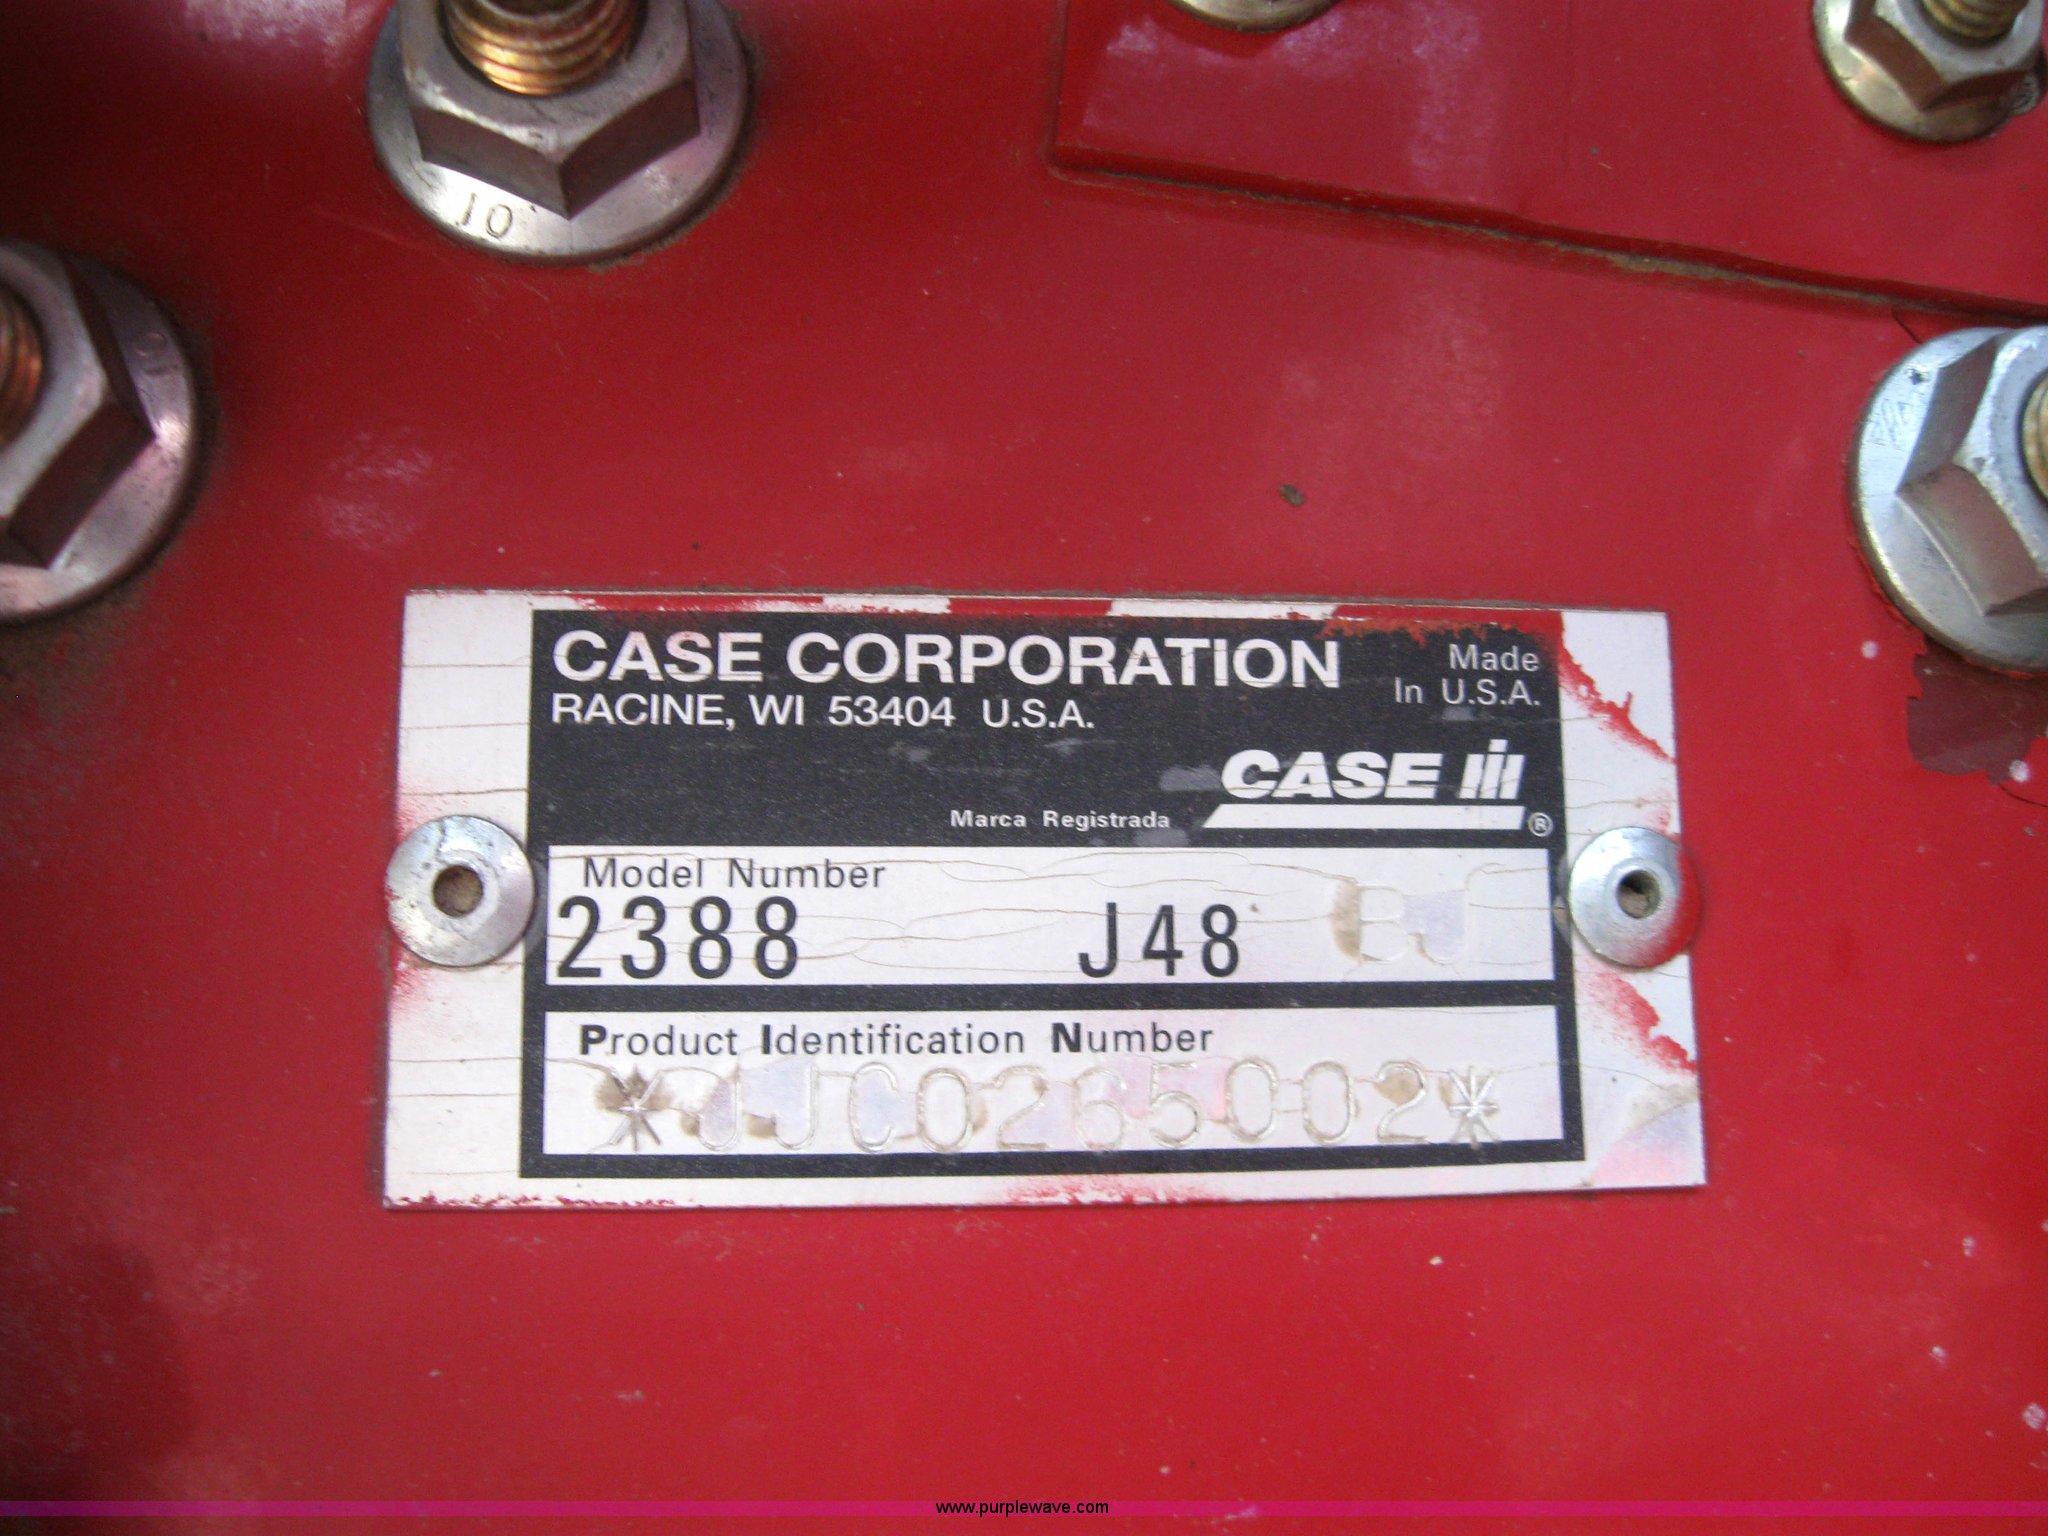 10
CASE CORPORATION
Made
RACINE, WI 53404 U.S.A.
In U.S.A.
CASE IH
Marca Registrada ®
Model Number
2388 J48 BJ
Product Identification Number
*JJC0265002*
www.purplewave.com